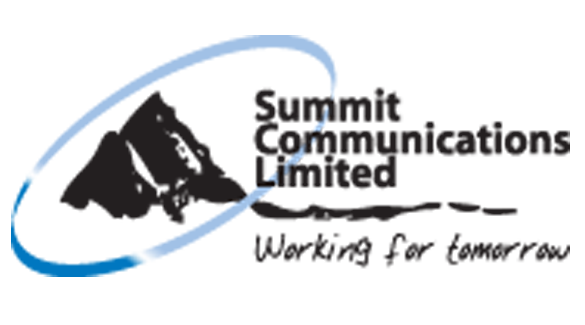 Summit
Communications
Limited
Working for tomorrow